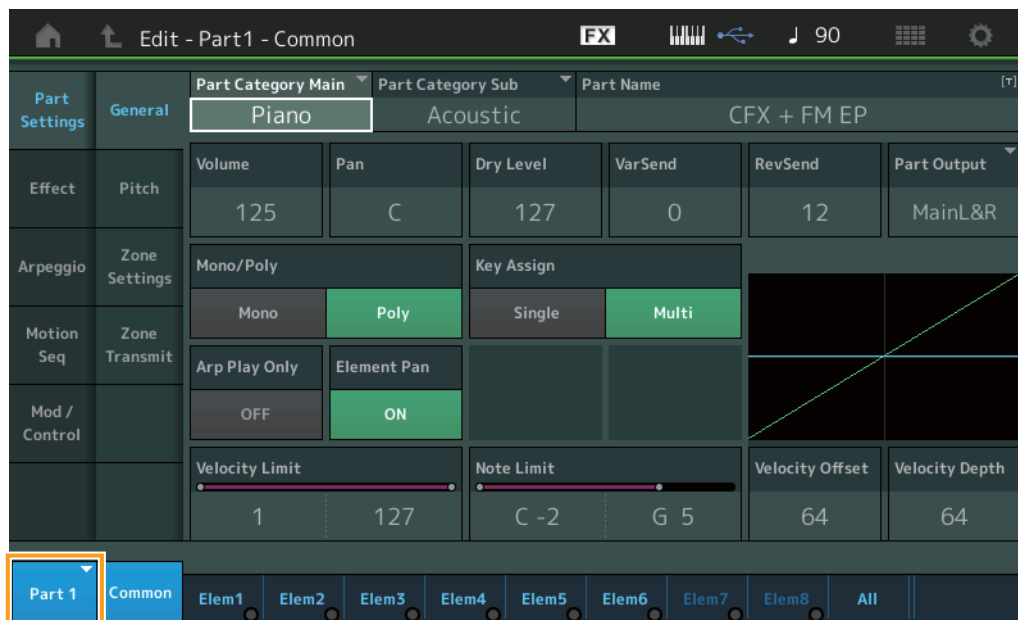 Edit - Part1 - Common
FX
90
Part Settings
General
Part Category Main
Part Category Sub
Part Name
[T]
Piano
Acoustic
CFX + FM EP
Effect
Pitch
Volume
Pan
Dry Level
VarSend
RevSend
Part Output
125
C
127
0
12
MainL&R
Arpeggio
Zone Settings
Mono/Poly
Key Assign
Mono
Poly
Single
Multi
Motion Seq
Zone Transmit
Arp Play Only
Element Pan
OFF
ON
Mod / Control
Velocity Limit
Note Limit
Velocity Offset
Velocity Depth
1
127
C -2
G 5
64
64
Part 1
Common
Elem1
Elem2
Elem3
Elem4
Elem5
Elem6
Elem7
Elem8
All